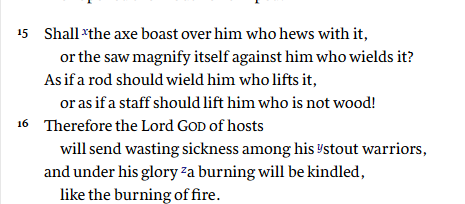 15 Shall xthe axe boast over him who hews with it,
or the saw magnify itself against him who wields it?
As if a rod should wield him who lifts it,
or as if a staff should lift him who is not wood!
16 Therefore the Lord GOD of hosts
will send wasting sickness among his ystout warriors,
and under his glory za burning will be kindled,
like the burning of fire.